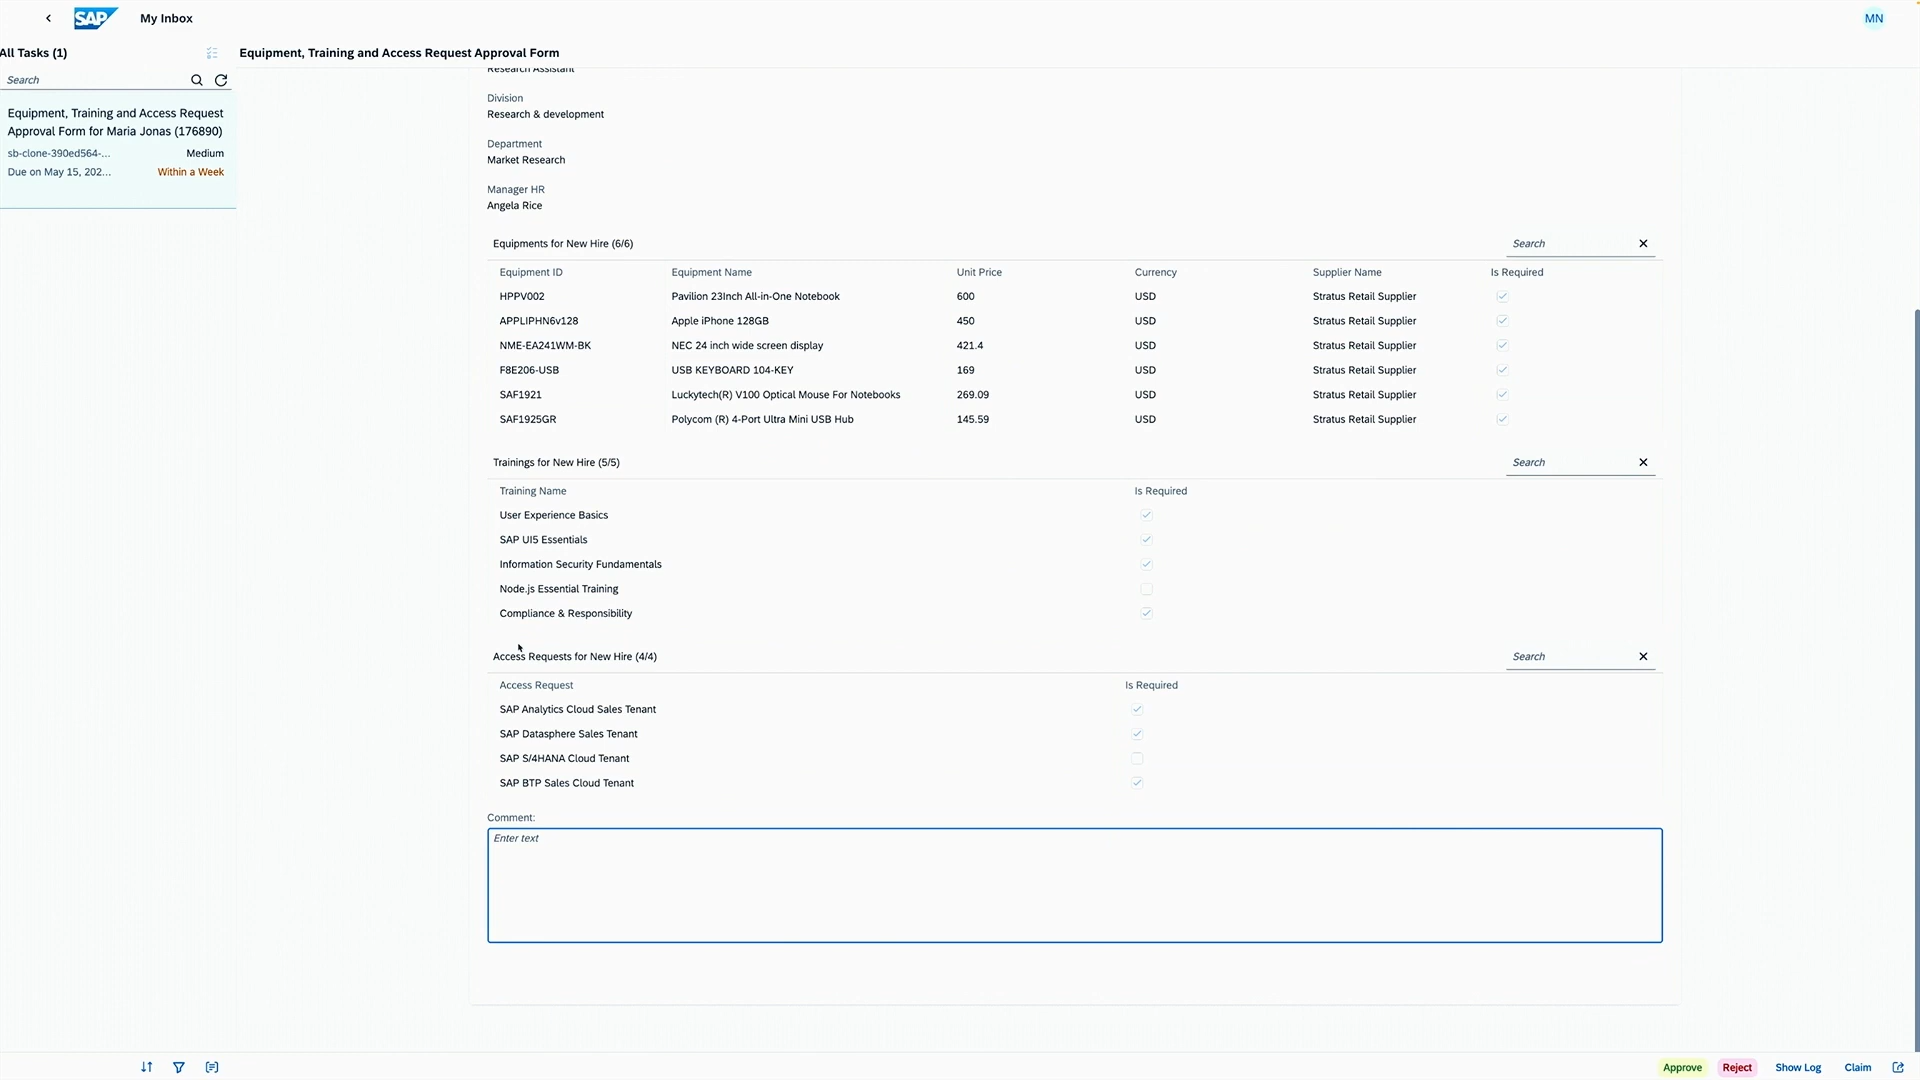 SAP
My Inbox
MN
All Tasks (1)
Equipment, Training and Access Request Approval Form
Search
Equipment, Training and Access Request
Approval Form for Maria Jonas (176890)
sb-clone-390ed564-... Medium
Due on May 15, 202... Within a Week
Research Assistant
Division
Research & development
Department
Market Research
Manager HR
Angela Rice
Equipments for New Hire (6/6) Search
Equipment ID Equipment Name Unit Price Currency Supplier Name Is Required
HPPV002 Pavilion 23Inch All-in-One Notebook 600 USD Stratus Retail Supplier
APPLIPHN6v128 Apple iPhone 128GB 450 USD Stratus Retail Supplier
NME-EA241WM-BK NEC 24 inch wide screen display 421.4 USD Stratus Retail Supplier
F8E206-USB USB KEYBOARD 104-KEY 169 USD Stratus Retail Supplier
SAF1921 Luckytech(R) V100 Optical Mouse For Notebooks 269.09 USD Stratus Retail Supplier
SAF1925GR Polycom (R) 4-Port Ultra Mini USB Hub 145.59 USD Stratus Retail Supplier
Trainings for New Hire (5/5) Search
Training Name Is Required
User Experience Basics
SAP UI5 Essentials
Information Security Fundamentals
Node.js Essential Training
Compliance & Responsibility
Access Requests for New Hire (4/4) Search
Access Request Is Required
SAP Analytics Cloud Sales Tenant
SAP Datasphere Sales Tenant
SAP S/4HANA Cloud Tenant
SAP BTP Sales Cloud Tenant
Comment:
Enter text
Approve Reject Show Log Claim